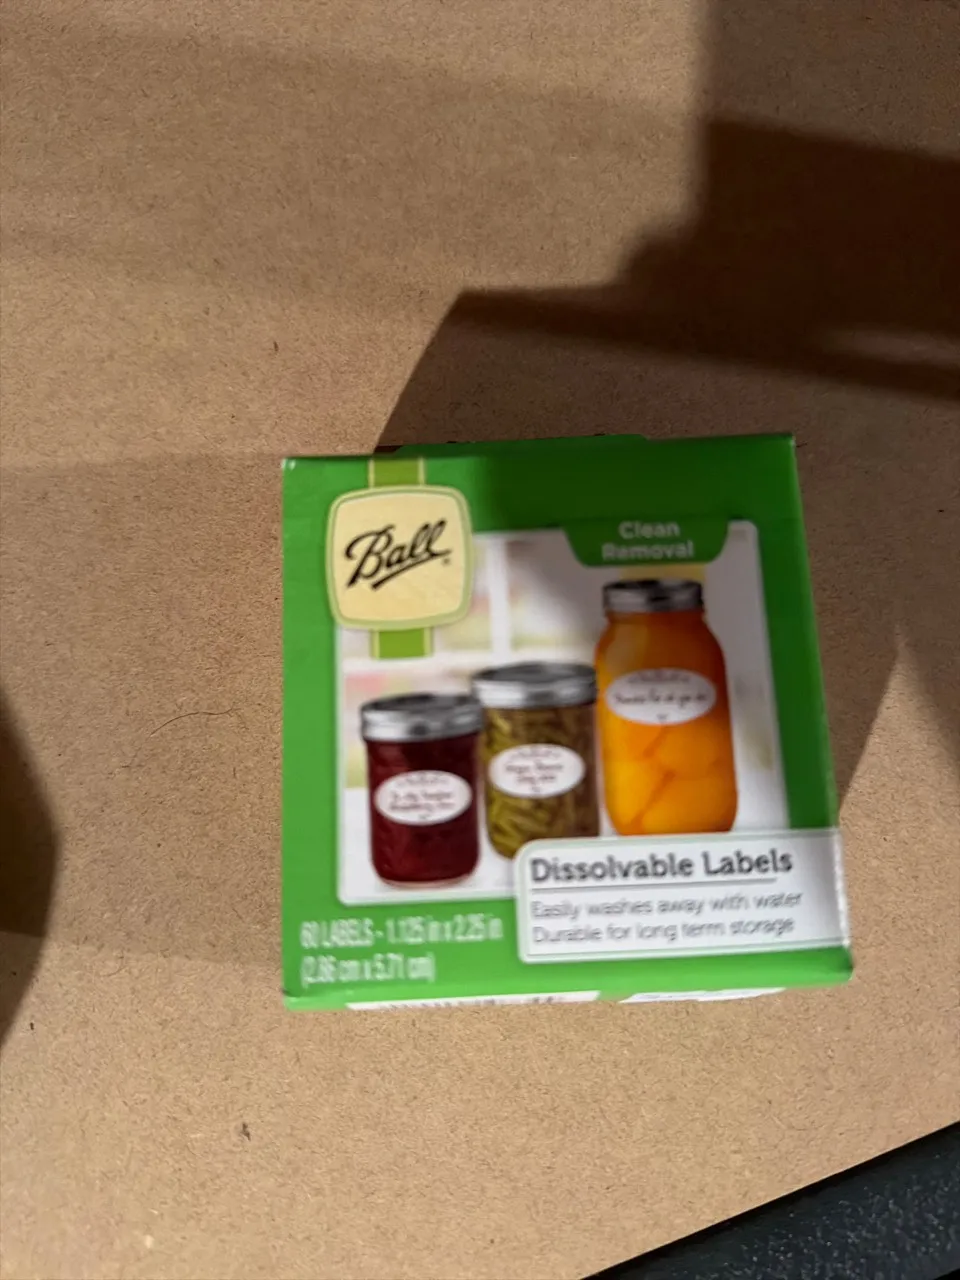 Ball
Clean
Removal
Dissolvable Labels
Easily washes away with water
Durable for long term storage
60 LABELS - 1.125 in x 2.25 in
(2.86 cm x 5.71 cm)